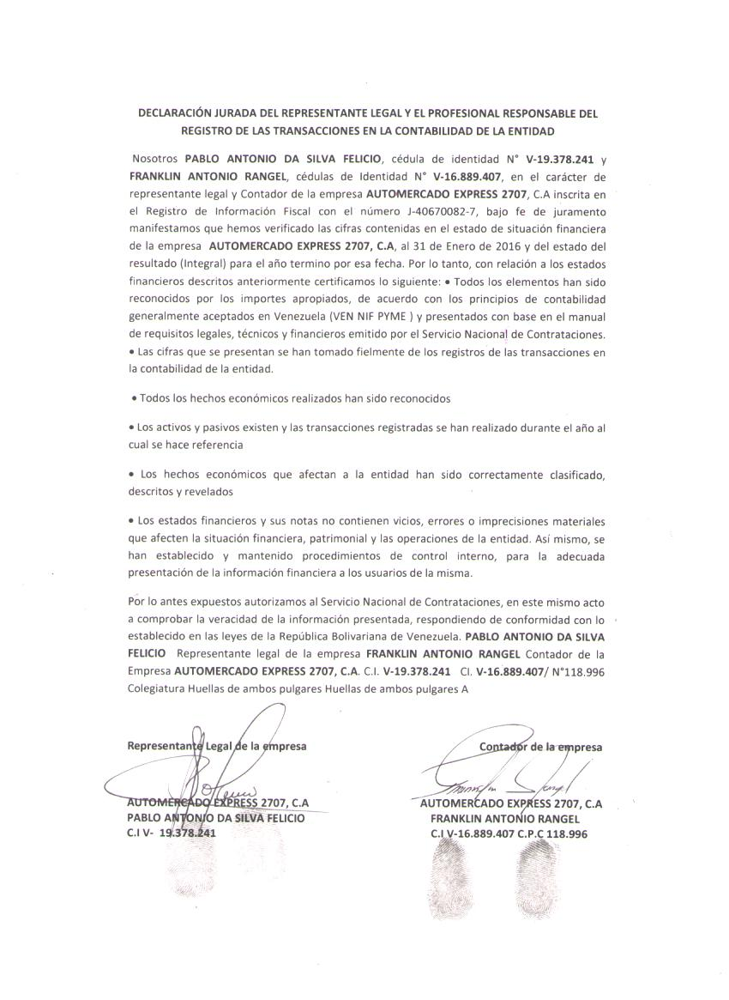 DECLARACIÓN JURADA DEL REPRESENTANTE LEGAL Y EL PROFESIONAL RESPONSABLE DEL
REGISTRO DE LAS TRANSACCIONES EN LA CONTABILIDAD DE LA ENTIDAD
Nosotros PABLO ANTONIO DA SILVA FELICIO, cédula de identidad N° V-19.378.241 y
FRANKLIN ANTONIO RANGEL, cédulas de Identidad N° V-16.889.407, en el carácter de
representante legal y Contador de la empresa AUTOMERCADO EXPRESS 2707, C.A inscrita en
el Registro de Información Fiscal con el número J-40670082-7, bajo fe de juramento
manifestamos que hemos verificado las cifras contenidas en el estado de situación financiera
de la empresa AUTOMERCADO EXPRESS 2707, C.A, al 31 de Enero de 2016 y del estado del
resultado (Integral) para el año termino por esa fecha. Por lo tanto, con relación a los estados
financieros descritos anteriormente certificamos lo siguiente: • Todos los elementos han sido
reconocidos por los importes apropiados, de acuerdo con los principios de contabilidad
generalmente aceptados en Venezuela (VEN NIF PYME ) y presentados con base en el manual
de requisitos legales, técnicos y financieros emitido por el Servicio Nacional de Contrataciones.
• Las cifras que se presentan se han tomado fielmente de los registros de las transacciones en
la contabilidad de la entidad.
• Todos los hechos económicos realizados han sido reconocidos
• Los activos y pasivos existen y las transacciones registradas se han realizado durante el año al
cual se hace referencia
• Los hechos económicos que afectan a la entidad han sido correctamente clasificado,
descritos y revelados
• Los estados financieros y sus notas no contienen vicios, errores o imprecisiones materiales
que afecten la situación financiera, patrimonial y las operaciones de la entidad. Así mismo, se
han establecido y mantenido procedimientos de control interno, para la adecuada
presentación de la información financiera a los usuarios de la misma.
Por lo antes expuestos autorizamos al Servicio Nacional de Contrataciones, en este mismo acto
a comprobar la veracidad de la información presentada, respondiendo de conformidad con lo
establecido en las leyes de la República Bolivariana de Venezuela. PABLO ANTONIO DA SILVA
FELICIO Representante legal de la empresa FRANKLIN ANTONIO RANGEL Contador de la
Empresa AUTOMERCADO EXPRESS 2707, C.A. C.I. V-19.378.241 CI. V-16.889.407/ N°118.996
Colegiatura Huellas de ambos pulgares Huellas de ambos pulgares A
Representante Legal de la empresa
AUTOMERCADO EXPRESS 2707, C.A
PABLO ANTONIO DA SILVA FELICIO
C.I V- 19.378.241
Contador de la empresa
AUTOMERCADO EXPRESS 2707, C.A
FRANKLIN ANTONIO RANGEL
C.I V-16.889.407 C.P.C 118.996